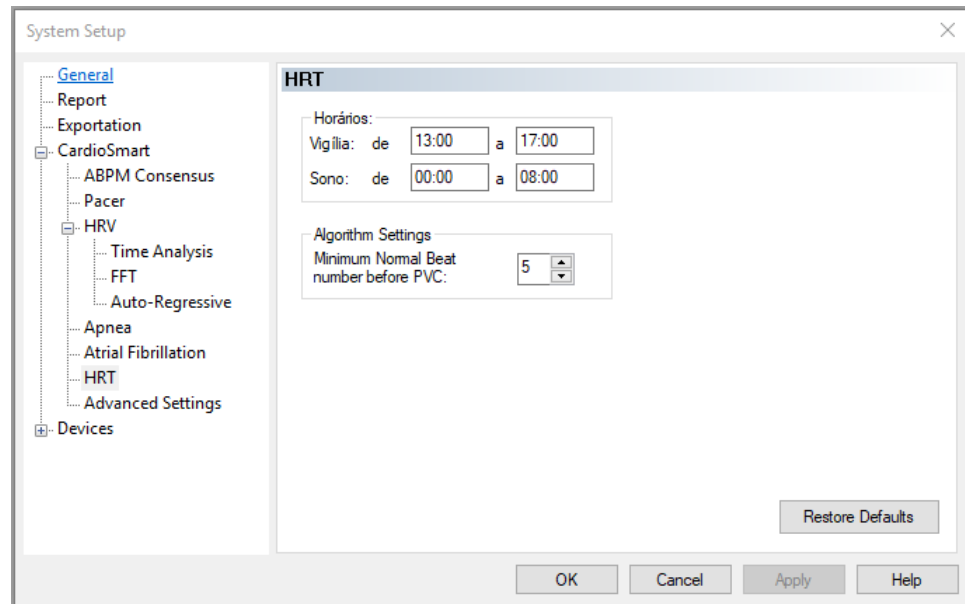 System Setup
General
Report
Exportation
CardioSmart
ABPM Consensus
Pacer
HRV
Time Analysis
FFT
Auto-Regressive
Apnea
Atrial Fibrillation
HRT
Advanced Settings
Devices
HRT
Horários:
Vigília: de 13:00 a 17:00
Sono: de 00:00 a 08:00
Algorithm Settings
Minimum Normal Beat
number before PVC: 5
Restore Defaults
OK Cancel Apply Help